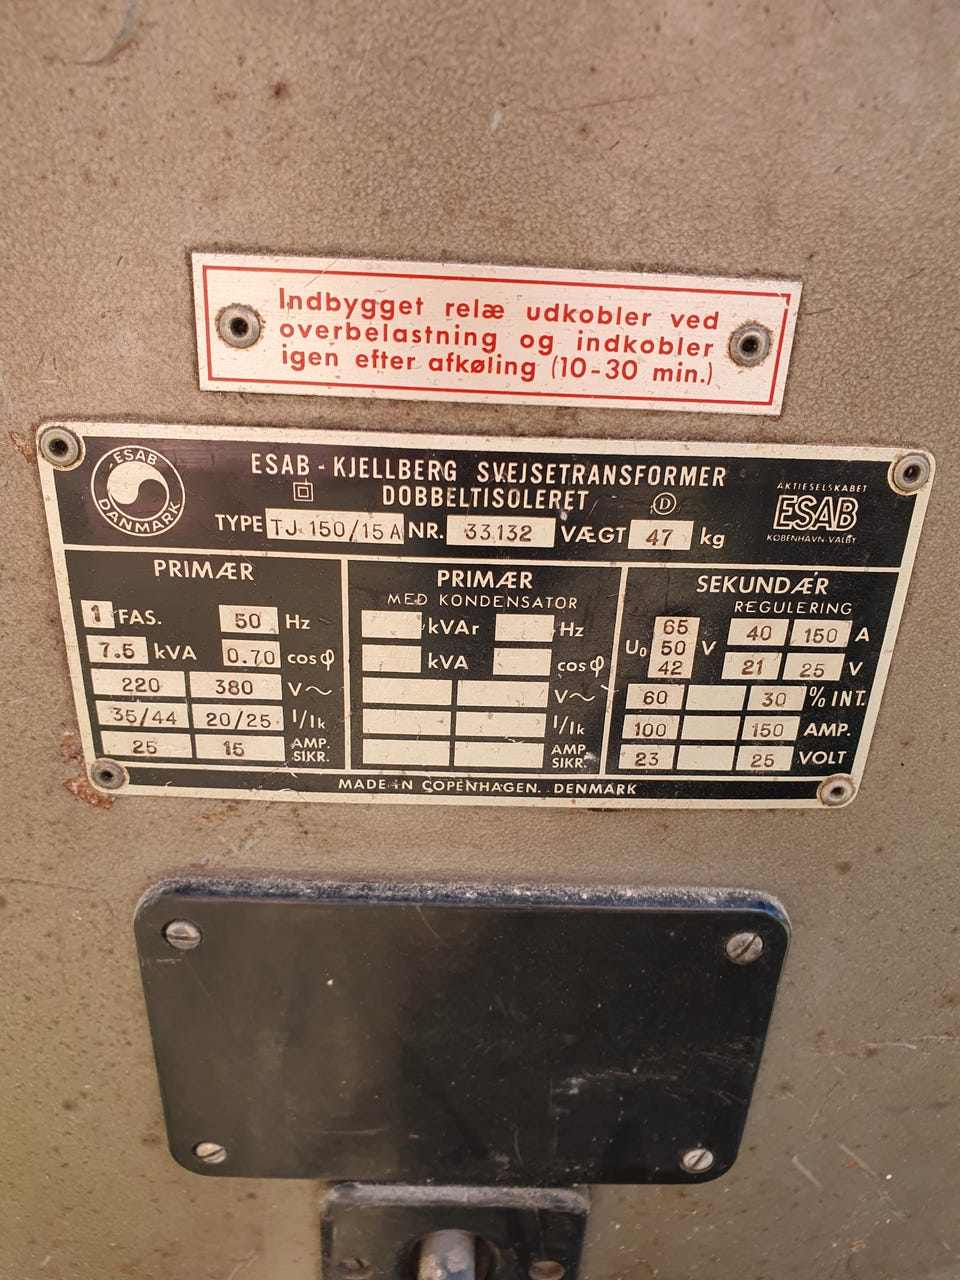 Indbygget relæ udkobler ved
overbelastning og indkobler
igen efter afkøling (10-30 min.)
ESAB
DANMARK
ESAB - KJELLBERG SVEJSETRANSFORMER
DOBBELTISOLERET
D
TYPE TJ 150/15A NR. 33132 VÆGT 47 kg
AKTIESELSKABET
ESAB
KØBENHAVN-VALBY
PRIMÆR
1 FAS. 50 Hz
7.5 kVA 0.70 cos φ
220 380 V~
35/44 20/25 I/Ik
25 15 AMP. SIKR.
PRIMÆR
MED KONDENSATOR
kVAr Hz
kVA cos φ
V~
I/Ik
AMP. SIKR.
SEKUNDÆR
REGULERING
U₀ 65 50 42 V
40 150 A
21 25 V
60 30 % INT.
100 150 AMP.
23 25 VOLT
MADE IN COPENHAGEN. DENMARK